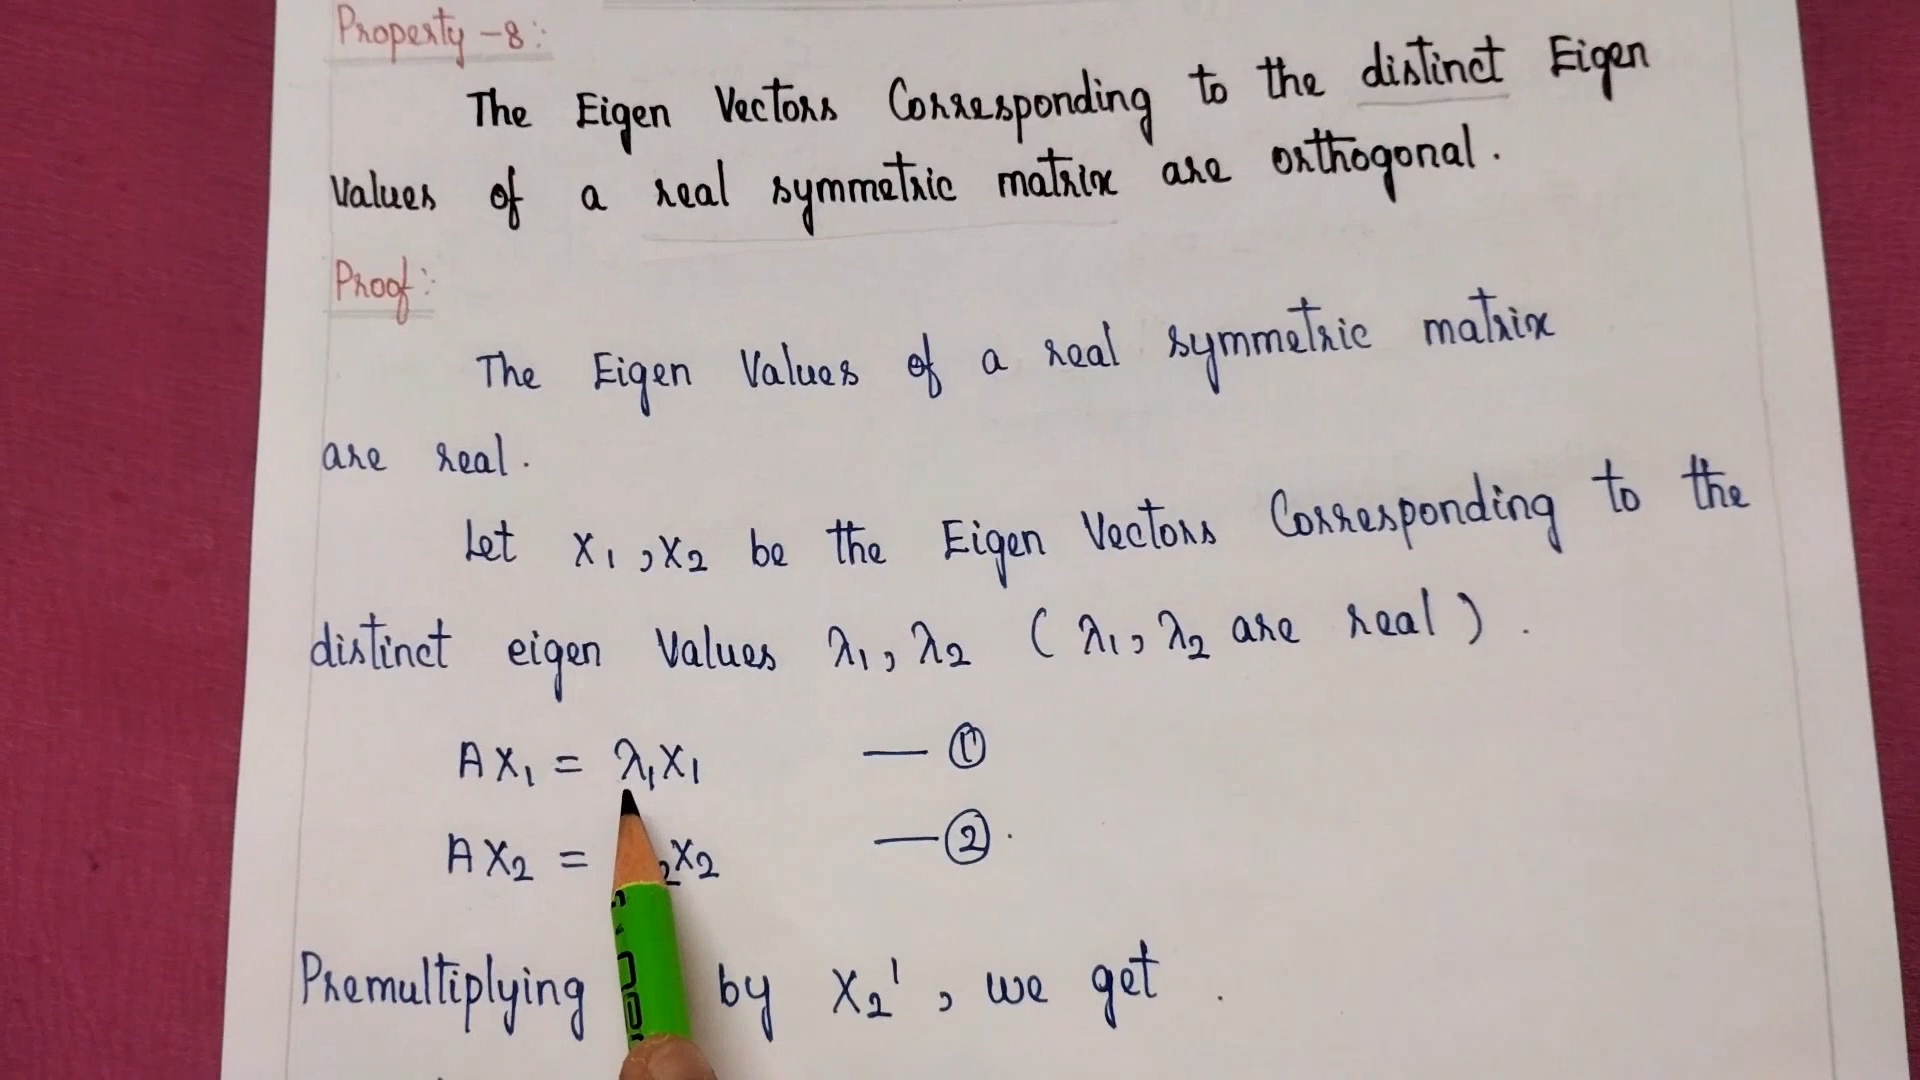 Property -8:
The Eigen Vectors Corresponding to the distinct Eigen
Values of a real symmetric matrix are orthogonal.
Proof:
The Eigen Values of a real symmetric matrix
are real.
Let X₁, X₂ be the Eigen Vectors Corresponding to the
distinct eigen Values λ₁, λ₂ (λ₁, λ₂ are real).
AX₁ = λ₁X₁ — ①
AX₂ = ₂X₂ — ②.
Premultiplying by X₂', we get